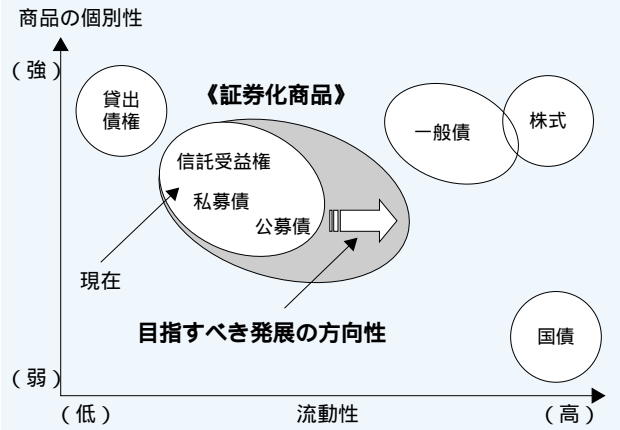 商品の個別性
（強）
貸出
債権
《証券化商品》
一般債
株式
信託受益権
私募債
公募債
現在
目指すべき発展の方向性
国債
（弱）
（低）
流動性
（高）